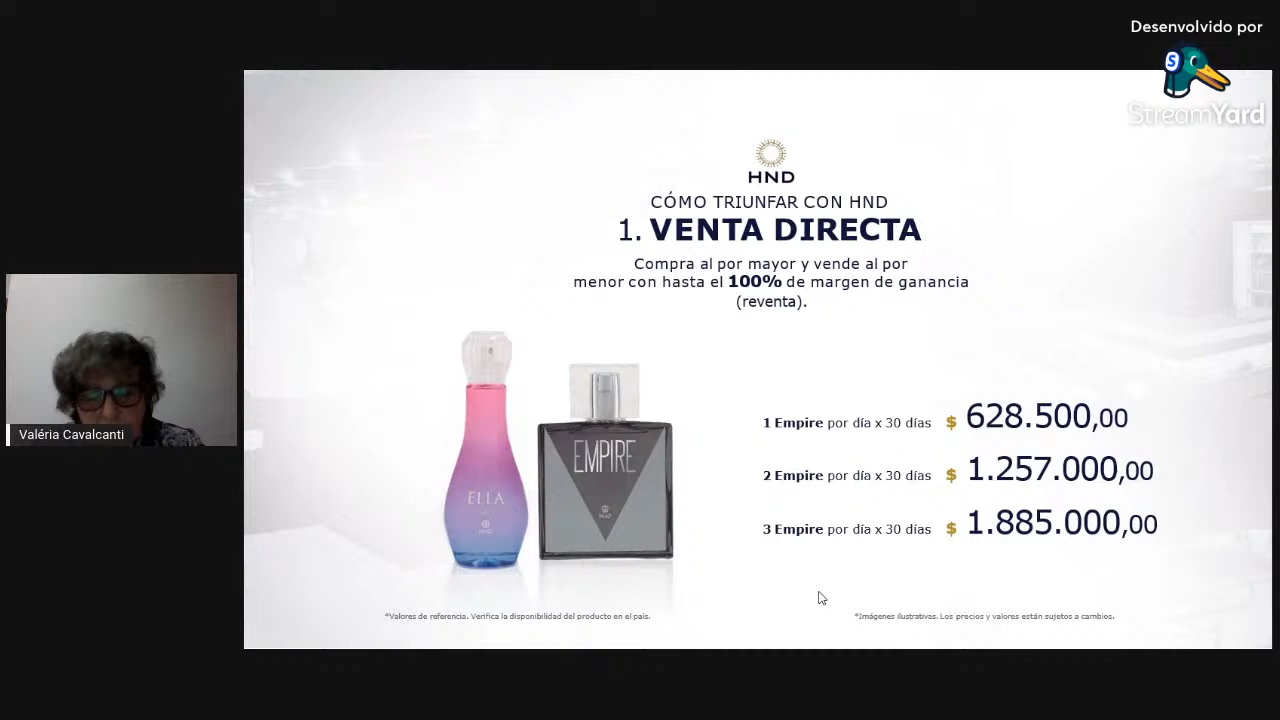 Desenvolvido por
StreamYard
HND
CÓMO TRIUNFAR CON HND
1. VENTA DIRECTA
Compra al por mayor y vende al por
menor con hasta el 100% de margen de ganancia
(reventa).
ELLA
HND
EMPIRE
1 Empire por día x 30 días $ 628.500,00
2 Empire por día x 30 días $ 1.257.000,00
3 Empire por día x 30 días $ 1.885.000,00
Valéria Cavalcanti
*Valores de referencia. Verifica la disponibilidad del producto en el país.
*Imágenes ilustrativas. Los precios y valores están sujetos a cambios.